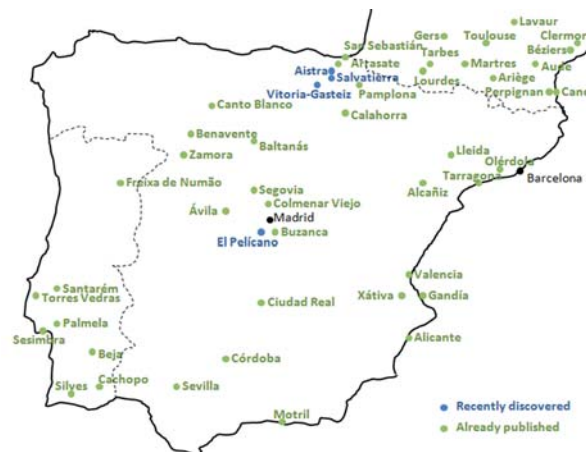 Lavaur
Gers Toulouse Clermon
San Sebastián Tarbes Béziers
Aistra Alcasate Martres Aude
Salvatierra Lourdes Ariège
Vitoria-Gasteiz Pamplona Perpignan Cane
Canto Blanco Calahorra
Benavente
Baltanás
Zamora Lleida Olérdola
Freixa de Numão Segovia Alcañiz Tarragona Barcelona
Colmenar Viejo
Ávila Madrid
El Pelícano Buzanca
Valencia
Santarém
Torres Vedras Ciudad Real Xátiva Gandía
Palmela
Sesimbra Alicante
Beja Córdoba
Silves Cachopo Sevilla
Motril
Recently discovered
Already published